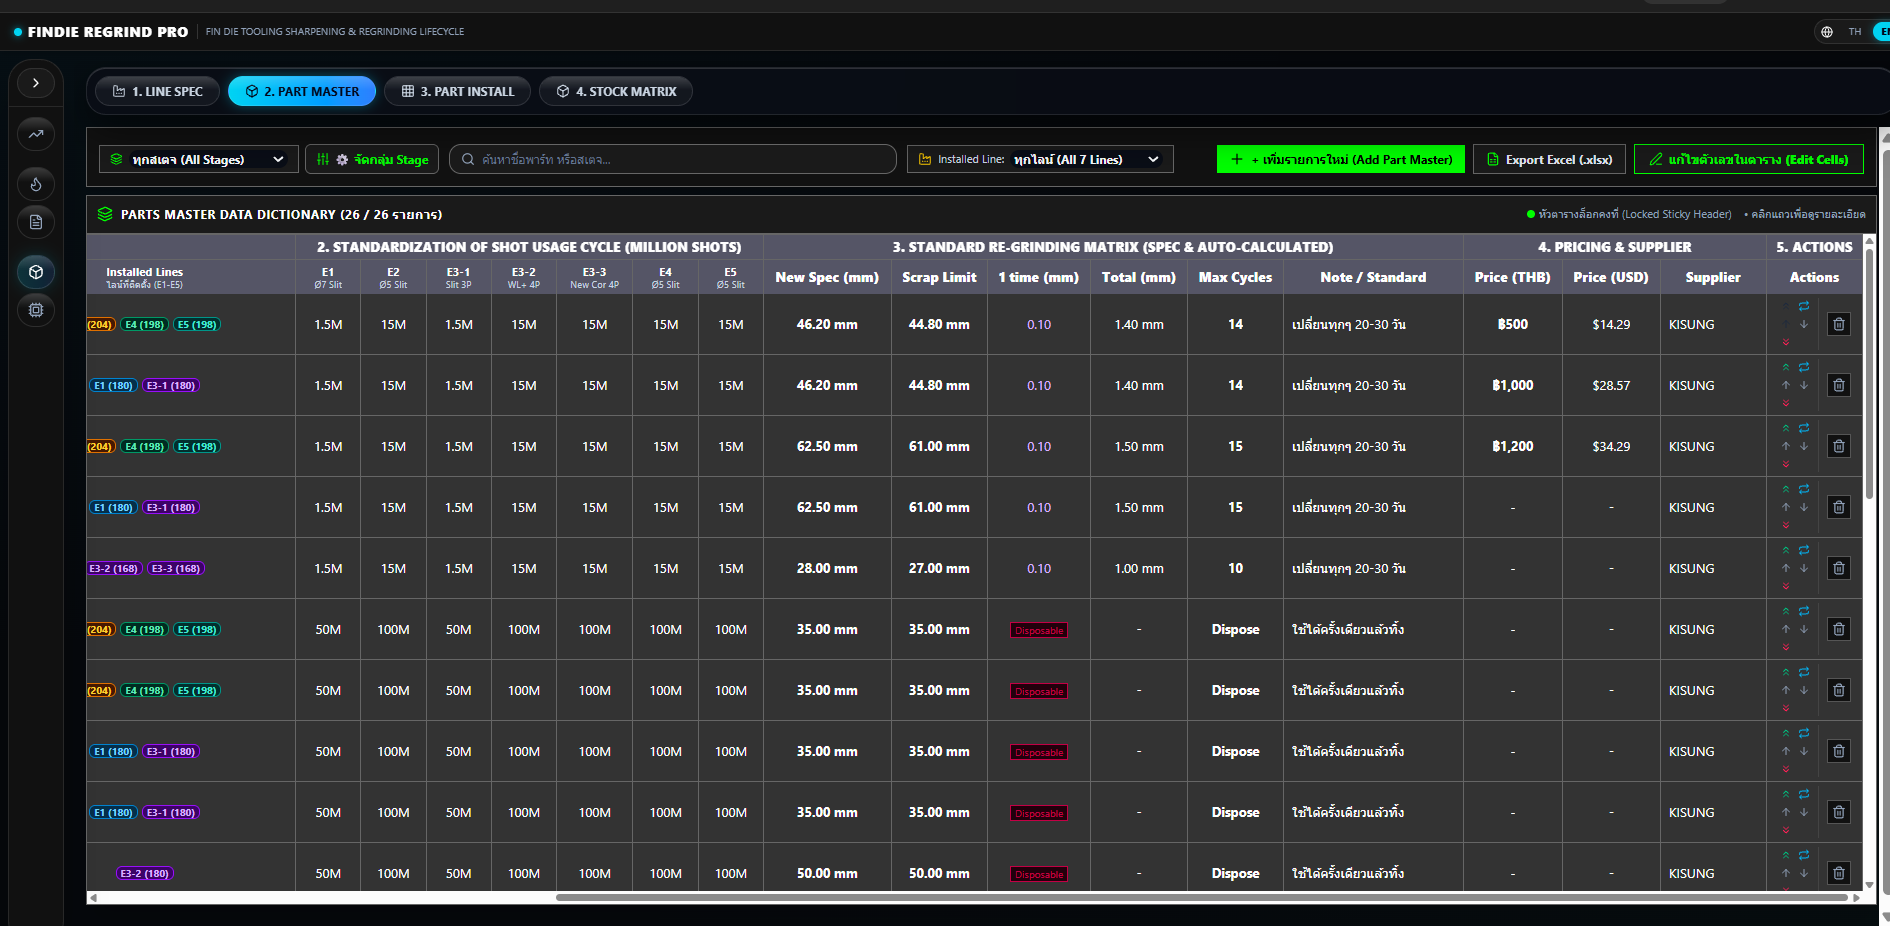 FINDIE REGRIND PRO FIN DIE TOOLING SHARPENING & REGRINDING LIFECYCLE TH
1. LINE SPEC 2. PART MASTER 3. PART INSTALL 4. STOCK MATRIX
ทุกสเตจ (All Stages) จัดกลุ่ม Stage ค้นหาชื่อพาร์ท หรือสเตจ... Installed Line: ทุกไลน์ (All 7 Lines) + เพิ่มรายการใหม่ (Add Part Master) Export Excel (.xlsx) แก้ไขตัวเลขในตาราง (Edit Cells)
PARTS MASTER DATA DICTIONARY (26 / 26 รายการ) หัวตารางล็อกคงที่ (Locked Sticky Header) • คลิกแถวเพื่อดูรายละเอียด
2. STANDARDIZATION OF SHOT USAGE CYCLE (MILLION SHOTS) 3. STANDARD RE-GRINDING MATRIX (SPEC & AUTO-CALCULATED) 4. PRICING & SUPPLIER 5. ACTIONS
Installed Lines E1 E2 E3-1 E3-2 E3-3 E4 E5 New Spec (mm) Scrap Limit 1 time (mm) Total (mm) Max Cycles Note / Standard Price (THB) Price (USD) Supplier Actions
ไลน์ที่ติดตั้ง (E1-E5) Ø7 Slit Ø5 Slit Slit 3P WL+ 4P New Cor 4P Ø5 Slit Ø5 Slit
(204) E4 (198) E5 (198) 1.5M 15M 1.5M 15M 15M 15M 15M 46.20 mm 44.80 mm 0.10 1.40 mm 14 เปลี่ยนทุกๆ 20-30 วัน ฿500 $14.29 KISUNG
E1 (180) E3-1 (180) 1.5M 15M 1.5M 15M 15M 15M 15M 46.20 mm 44.80 mm 0.10 1.40 mm 14 เปลี่ยนทุกๆ 20-30 วัน ฿1,000 $28.57 KISUNG
(204) E4 (198) E5 (198) 1.5M 15M 1.5M 15M 15M 15M 15M 62.50 mm 61.00 mm 0.10 1.50 mm 15 เปลี่ยนทุกๆ 20-30 วัน ฿1,200 $34.29 KISUNG
E1 (180) E3-1 (180) 1.5M 15M 1.5M 15M 15M 15M 15M 62.50 mm 61.00 mm 0.10 1.50 mm 15 เปลี่ยนทุกๆ 20-30 วัน - - KISUNG
E3-2 (168) E3-3 (168) 1.5M 15M 1.5M 15M 15M 15M 15M 28.00 mm 27.00 mm 0.10 1.00 mm 10 เปลี่ยนทุกๆ 20-30 วัน - - KISUNG
(204) E4 (198) E5 (198) 50M 100M 50M 100M 100M 100M 100M 35.00 mm 35.00 mm Disposable - Dispose ใช้ได้ครั้งเดียวแล้วทิ้ง - - KISUNG
(204) E4 (198) E5 (198) 50M 100M 50M 100M 100M 100M 100M 35.00 mm 35.00 mm Disposable - Dispose ใช้ได้ครั้งเดียวแล้วทิ้ง - - KISUNG
E1 (180) E3-1 (180) 50M 100M 50M 100M 100M 100M 100M 35.00 mm 35.00 mm Disposable - Dispose ใช้ได้ครั้งเดียวแล้วทิ้ง - - KISUNG
E1 (180) E3-1 (180) 50M 100M 50M 100M 100M 100M 100M 35.00 mm 35.00 mm Disposable - Dispose ใช้ได้ครั้งเดียวแล้วทิ้ง - - KISUNG
E3-2 (180) 50M 100M 50M 100M 100M 100M 100M 50.00 mm 50.00 mm Disposable - Dispose ใช้ได้ครั้งเดียวแล้วทิ้ง - - KISUNG